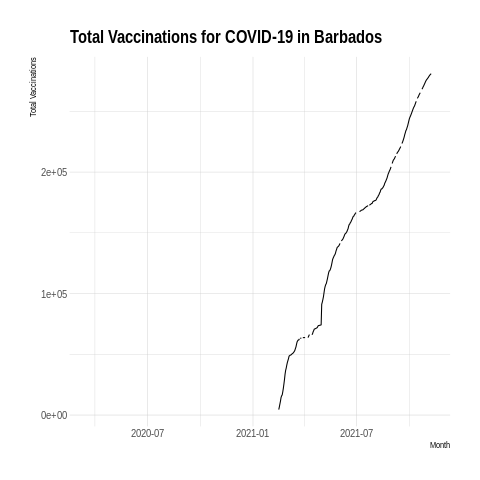 Total Vaccinations for COVID-19 in Barbados
Total Vaccinations
2e+05
1e+05
0e+00
2020-07
2021-01
2021-07
Month